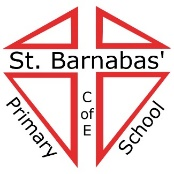 St. Barnabas'
C
of
E
Primary
School